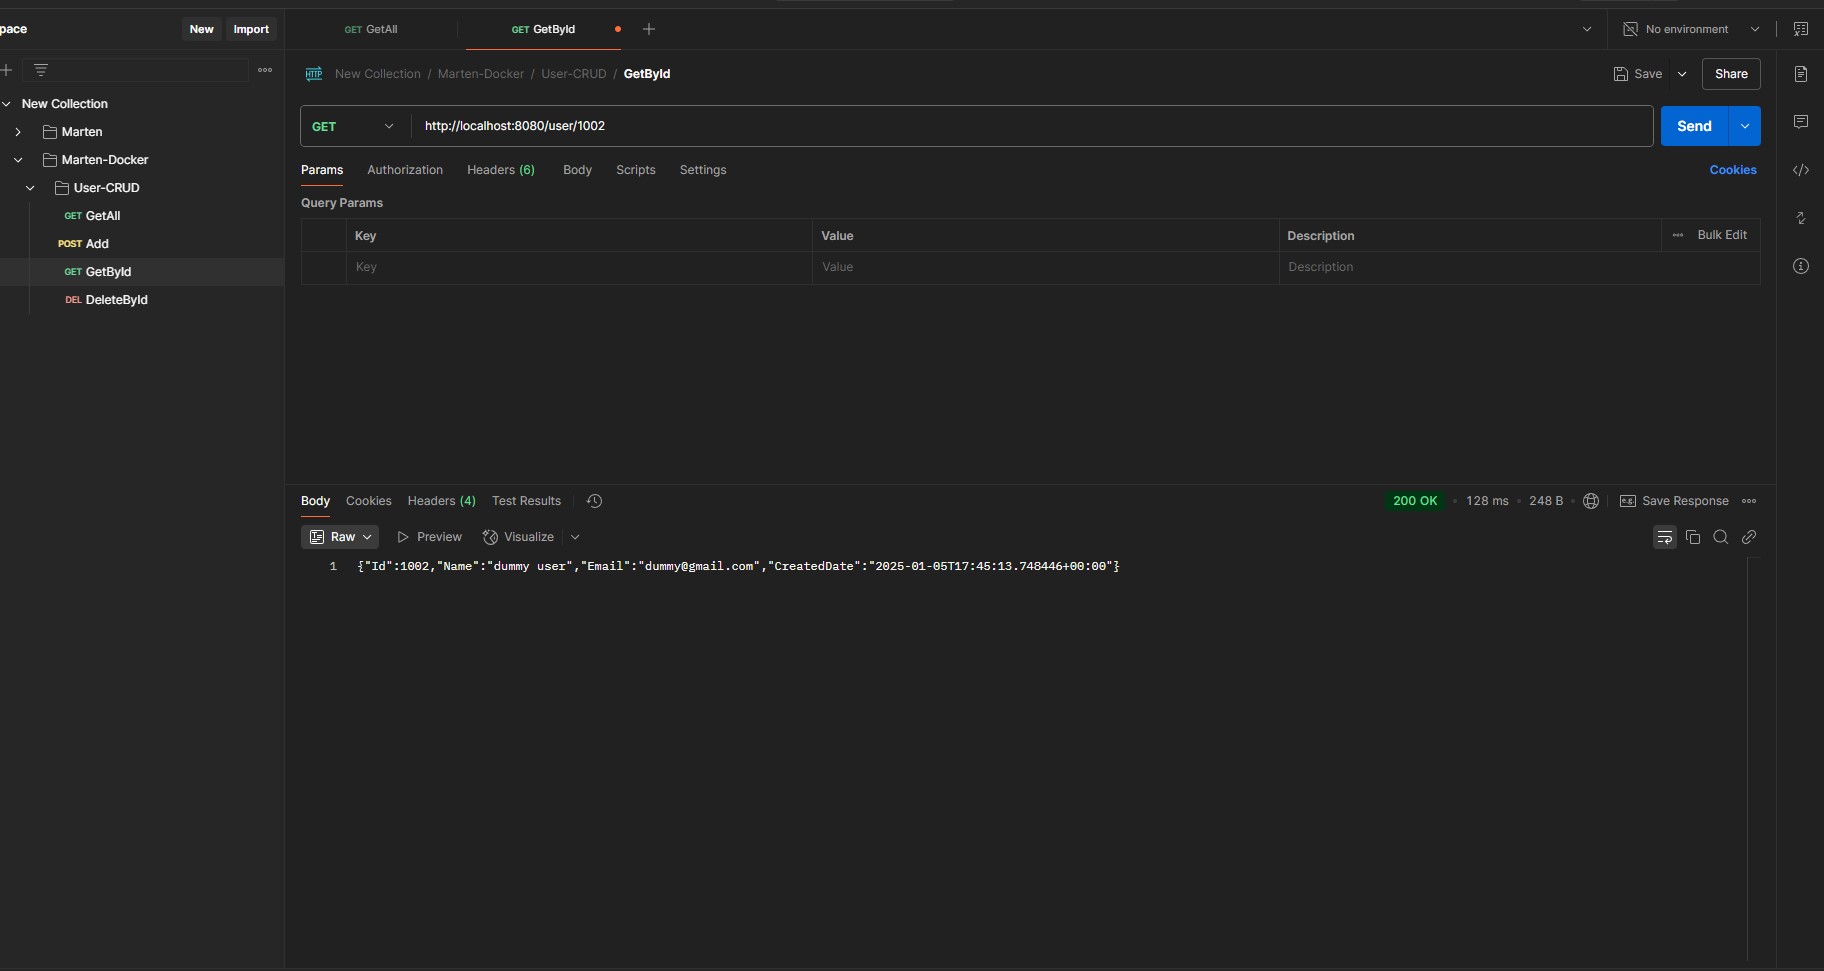 pace New Import
GET GetAll GET GetById No environment
New Collection / Marten-Docker / User-CRUD / GetById Save Share
New Collection
Marten
Marten-Docker
User-CRUD
GET GetAll
POST Add
GET GetById
DEL DeleteById
GET http://localhost:8080/user/1002 Send
Params Authorization Headers (6) Body Scripts Settings Cookies
Query Params
Key Value Description Bulk Edit
Key Value Description
Body Cookies Headers (4) Test Results 200 OK 128 ms 248 B e.g. Save Response
Raw Preview Visualize
1 {"Id":1002,"Name":"dummy user","Email":"dummy@gmail.com","CreatedDate":"2025-01-05T17:45:13.748446+00:00"}